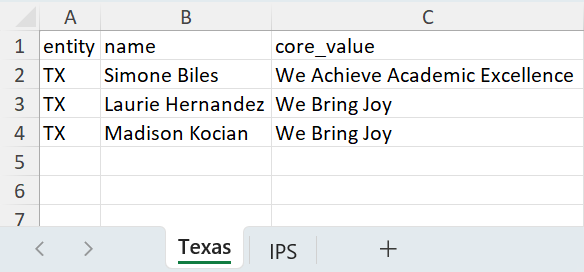 A B C
1 entity name core_value
2 TX Simone Biles We Achieve Academic Excellence
3 TX Laurie Hernandez We Bring Joy
4 TX Madison Kocian We Bring Joy
5
6
7
Texas IPS